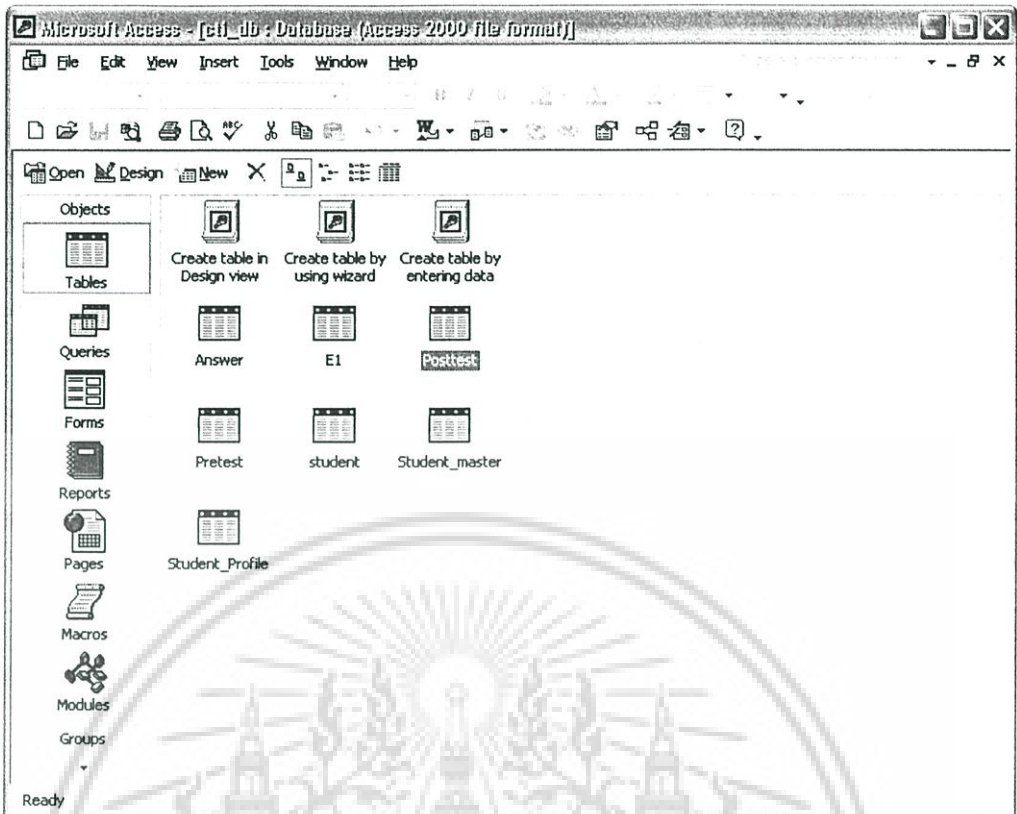 Microsoft Access - [ctl_db : Database (Access 2000 file format)]
File Edit View Insert Tools Window Help
Open Design New
Objects
Tables
Queries
Forms
Reports
Pages
Macros
Modules
Groups
Create table in Design view
Create table by using wizard
Create table by entering data
Answer
E1
Posttest
Pretest
student
Student_master
Student_Profile
Ready